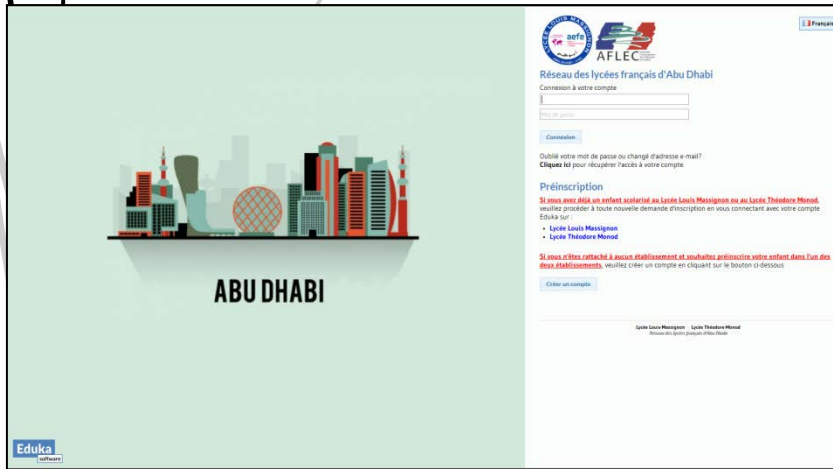 ABU DHABI
Eduka
software
LYCÉE LOUIS MASSIGNON
aefe
AFLEC
Français
Réseau des lycées français d'Abu Dhabi
Connexion à votre compte
Mot de passe
Connexion
Oublié votre mot de passe ou changé d'adresse e-mail?
Cliquez ici pour récupérer l'accès à votre compte
Préinscription
Si vous avez déjà un enfant scolarisé au Lycée Louis Massignon ou au Lycée Théodore Monod,
veuillez procéder à toute nouvelle demande d'inscription en vous connectant avec votre compte
Eduka sur :
• Lycée Louis Massignon
• Lycée Théodore Monod
Si vous n'êtes rattaché à aucun établissement et souhaitez préinscrire votre enfant dans l'un des
deux établissements, veuillez créer un compte en cliquant sur le bouton ci-dessous
Créer un compte
Lycée Louis Massignon Lycée Théodore Monod
Réseau des lycées français d'Abu Dhabi